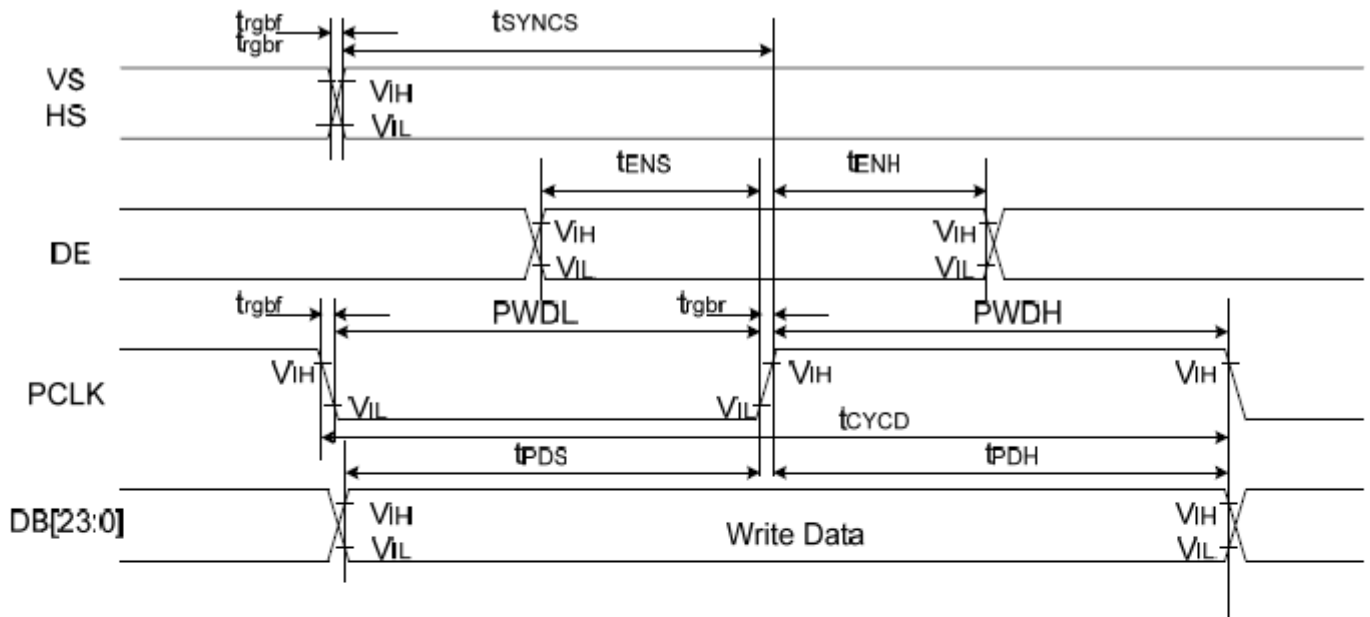 trgbf
trgbr
tSYNCS
VS
HS
VIH
VIL
tENS
tENH
DE
VIH
VIL
VIH
VIL
trgbf
PWDL
trgbr
PWDH
PCLK
VIH
VIL
VIL
VIH
VIH
tCYCD
tPDS
tPDH
DB[23:0]
VIH
VIL
Write Data
VIH
VIL